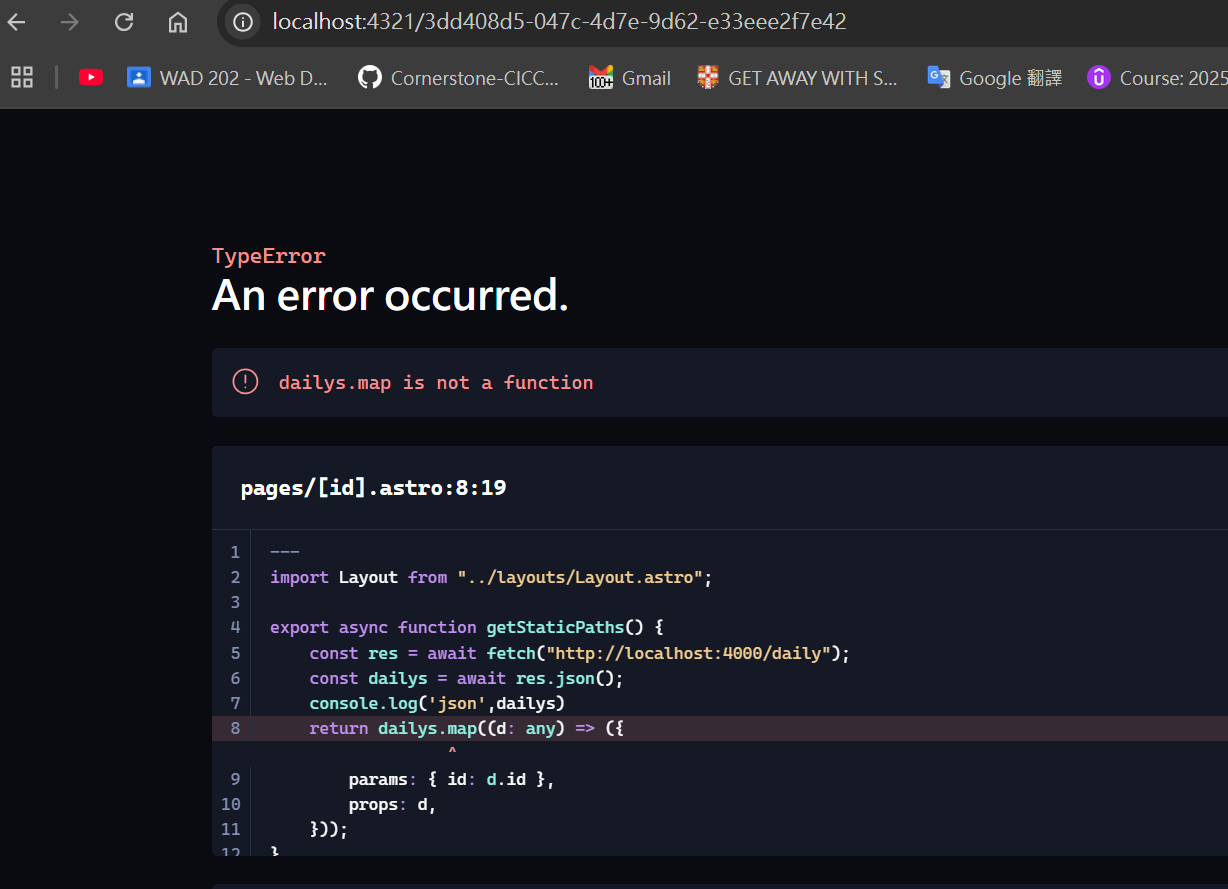 localhost:4321/3dd408d5-047c-4d7e-9d62-e33eee2f7e42
WAD 202 - Web D... Cornerstone-CICC... 100+ Gmail GET AWAY WITH S... Google 翻譯 Course: 2025
TypeError
An error occurred.
dailys.map is not a function
pages/[id].astro:8:19
1 ---
2 import Layout from "../layouts/Layout.astro";
3
4 export async function getStaticPaths() {
5 const res = await fetch("http://localhost:4000/daily");
6 const dailys = await res.json();
7 console.log('json',dailys)
8 return dailys.map((d: any) => ({
^
9 params: { id: d.id },
10 props: d,
11 }));
12 }